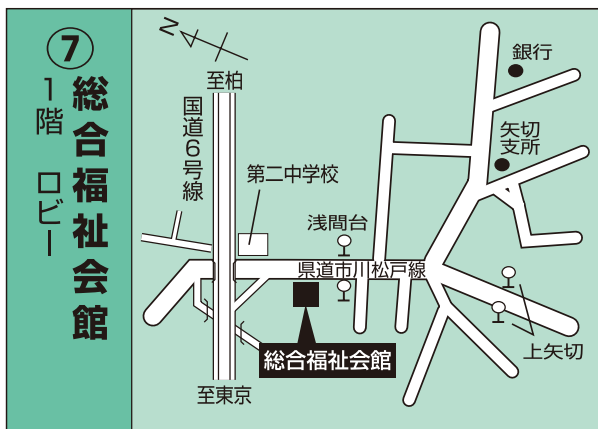 ⑦総合福祉会館
1階 ロビー
N
至柏
国道6号線
第二中学校
浅間台
県道市川松戸線
総合福祉会館
至東京
銀行
矢切
支所
上矢切